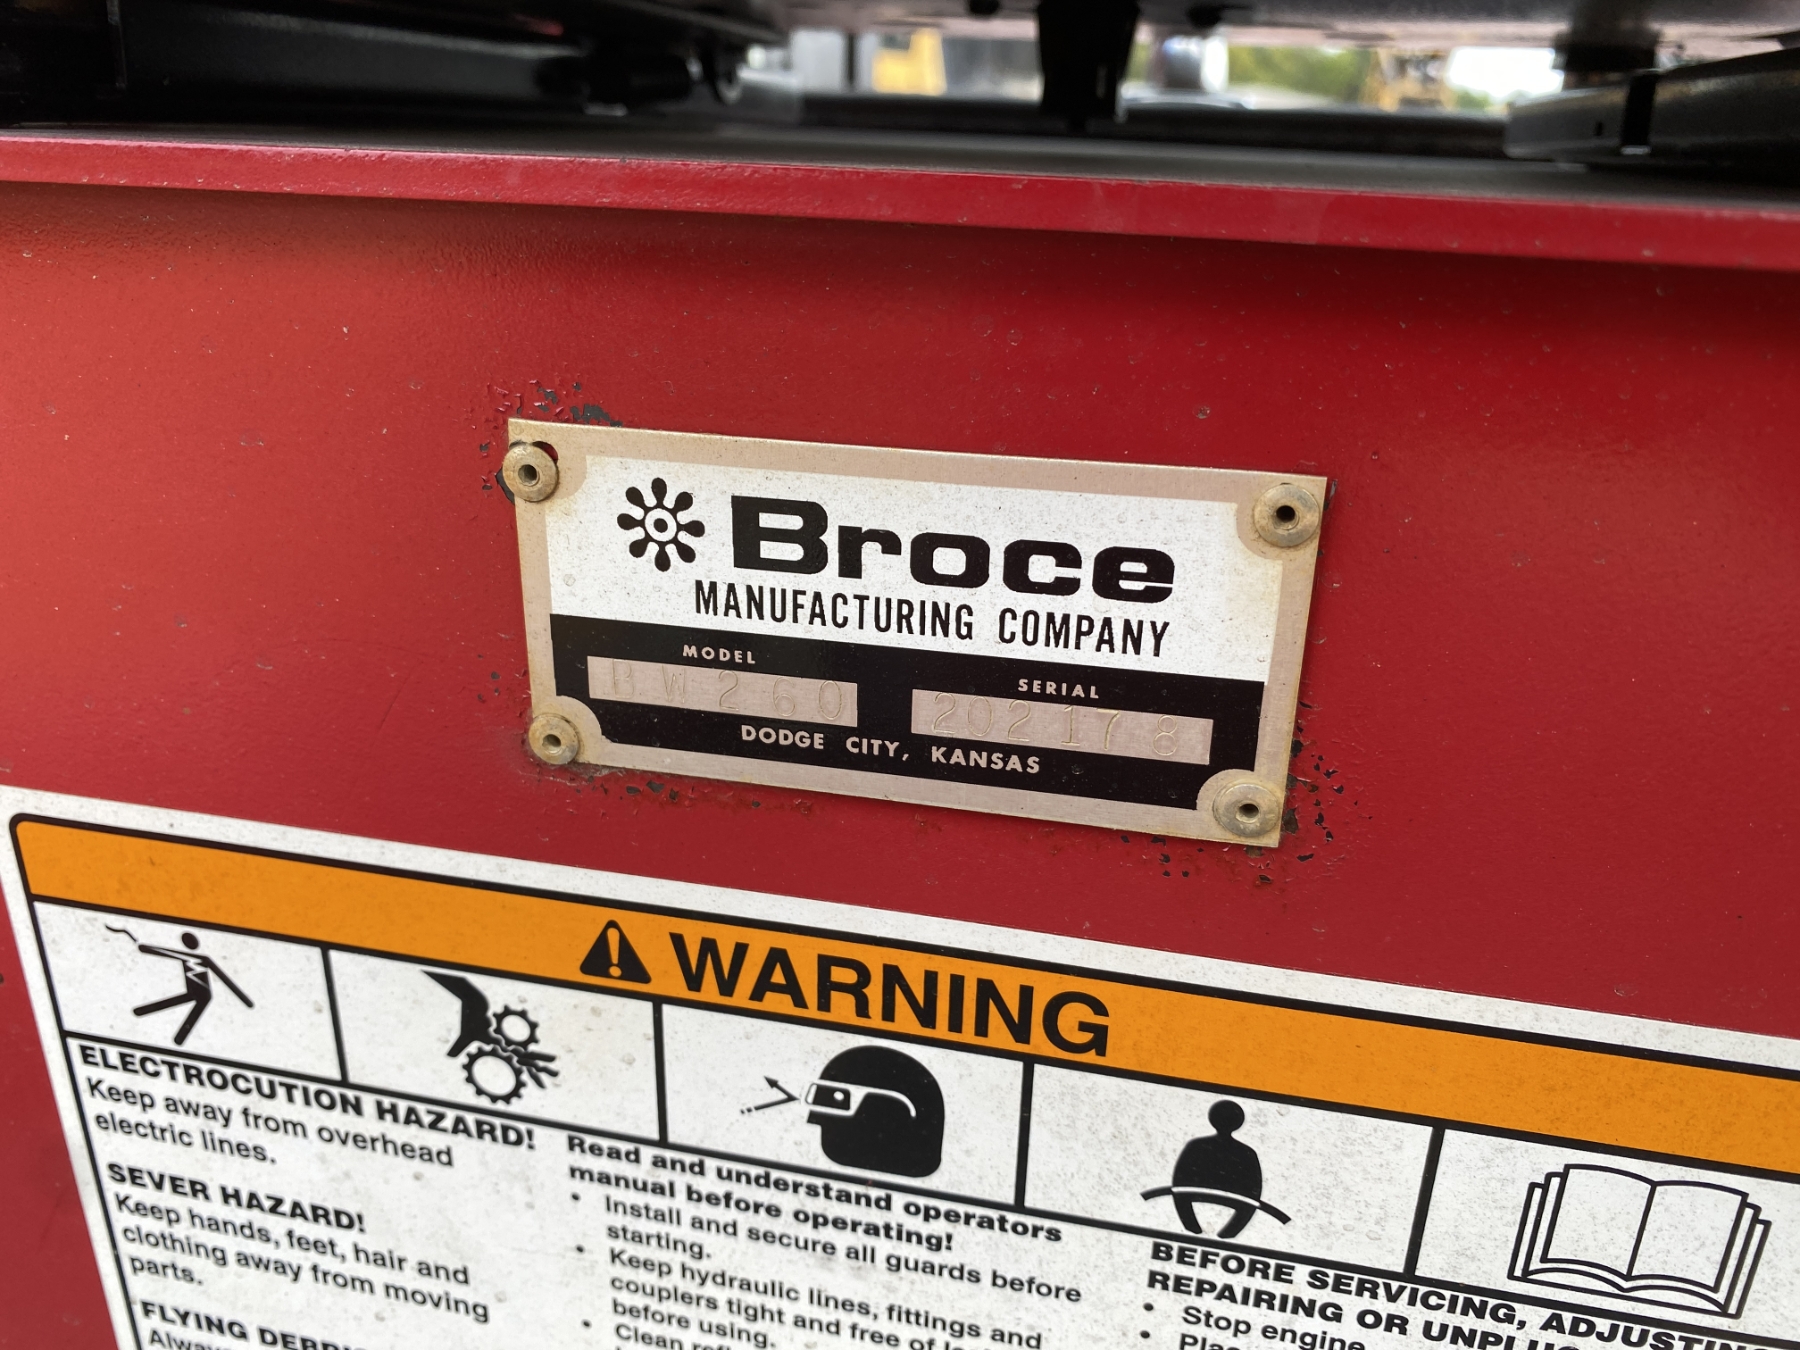 Broce
MANUFACTURING COMPANY
MODEL
BW260
SERIAL
202178
DODGE CITY, KANSAS
WARNING
ELECTROCUTION HAZARD!
Keep away from overhead
electric lines.
SEVER HAZARD!
Keep hands, feet, hair and
clothing away from moving
parts.
FLYING
Read and understand operators
manual before operating!
• Install and secure all guards before
starting.
• Keep hydraulic lines, fittings and
couplers tight and free of
before using.
• Clean
BEFORE SERVICING,
REPAIRING OR
• Stop engine